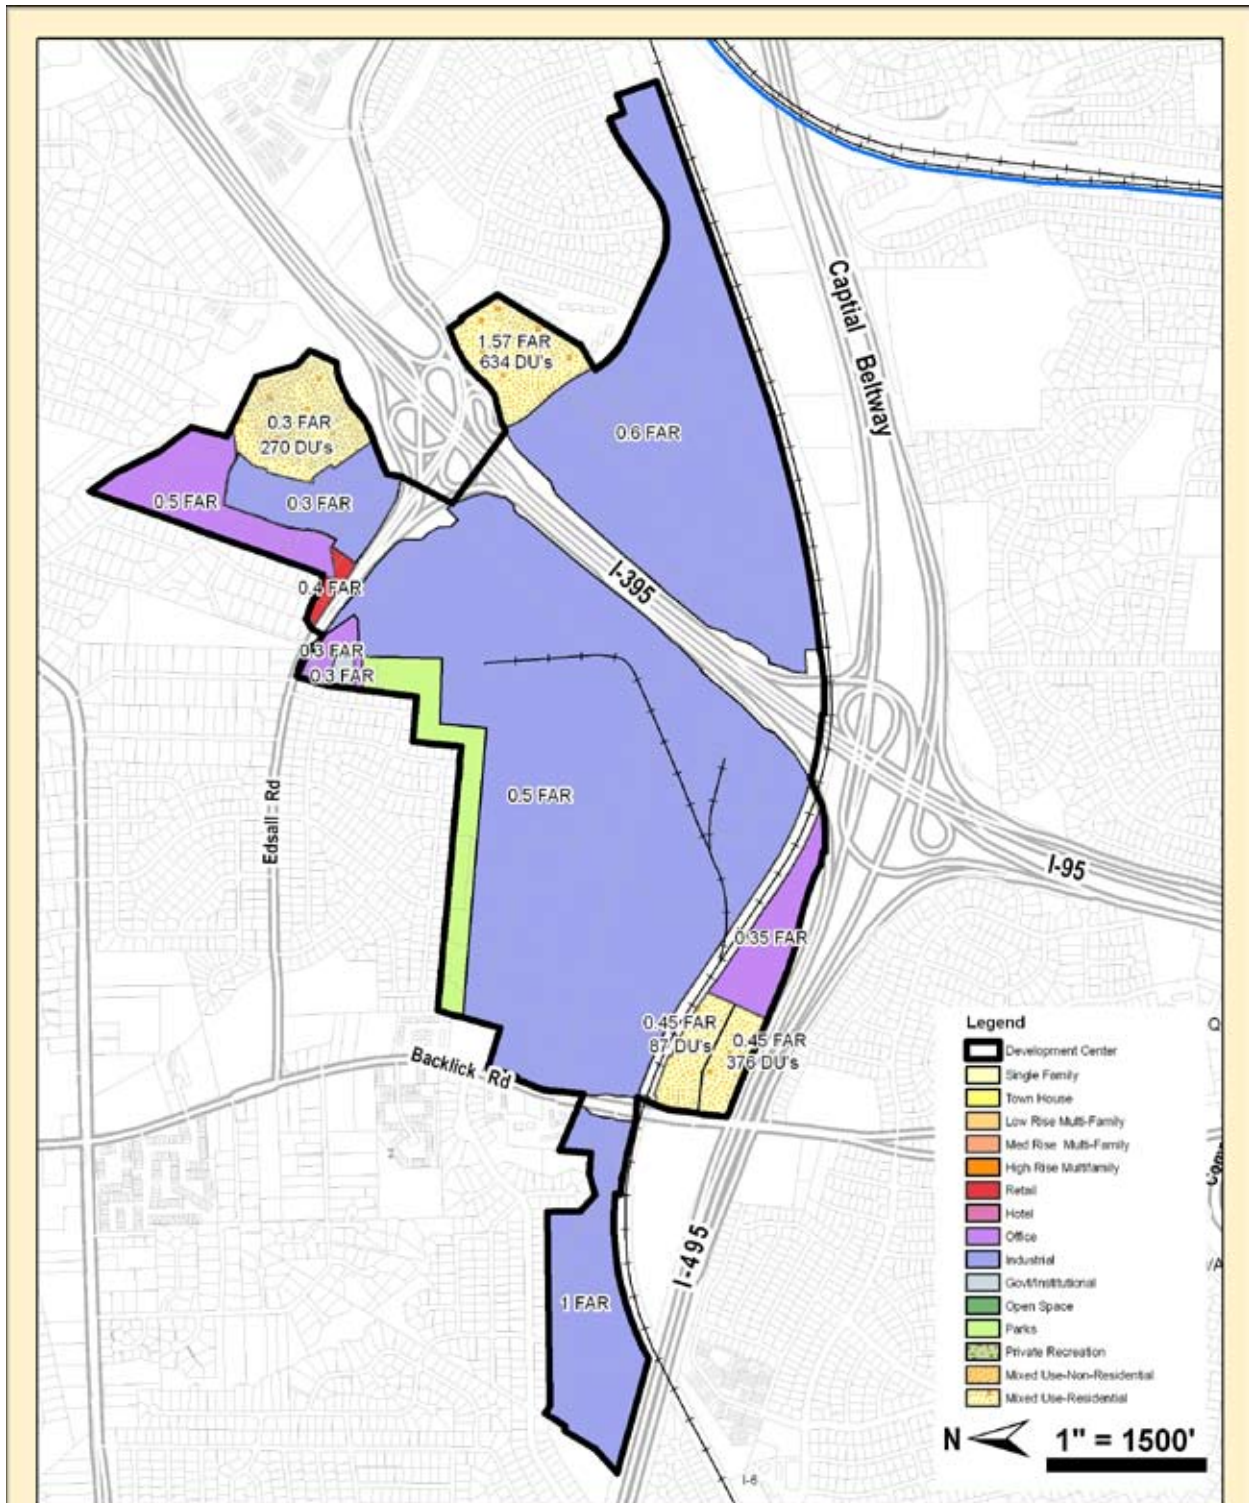 Captial Beltway
1.57 FAR
634 DU's
0.3 FAR
270 DU's
0.6 FAR
0.5 FAR
0.3 FAR
I-395
0.4 FAR
0.3 FAR
0.3 FAR
Edsall Rd
0.5 FAR
I-95
0.35 FAR
0.45 FAR
87 DU's
0.45 FAR
376 DU's
Backlick Rd
I-495
1 FAR
I-6
Legend
Development Center
Single Family
Town House
Low Rise Multi-Family
Med Rise Multi-Family
High Rise Multifamily
Retail
Hotel
Office
Industrial
Govt/Institutional
Open Space
Parks
Private Recreation
Mixed Use-Non-Residential
Mixed Use-Residential
N
1" = 1500'